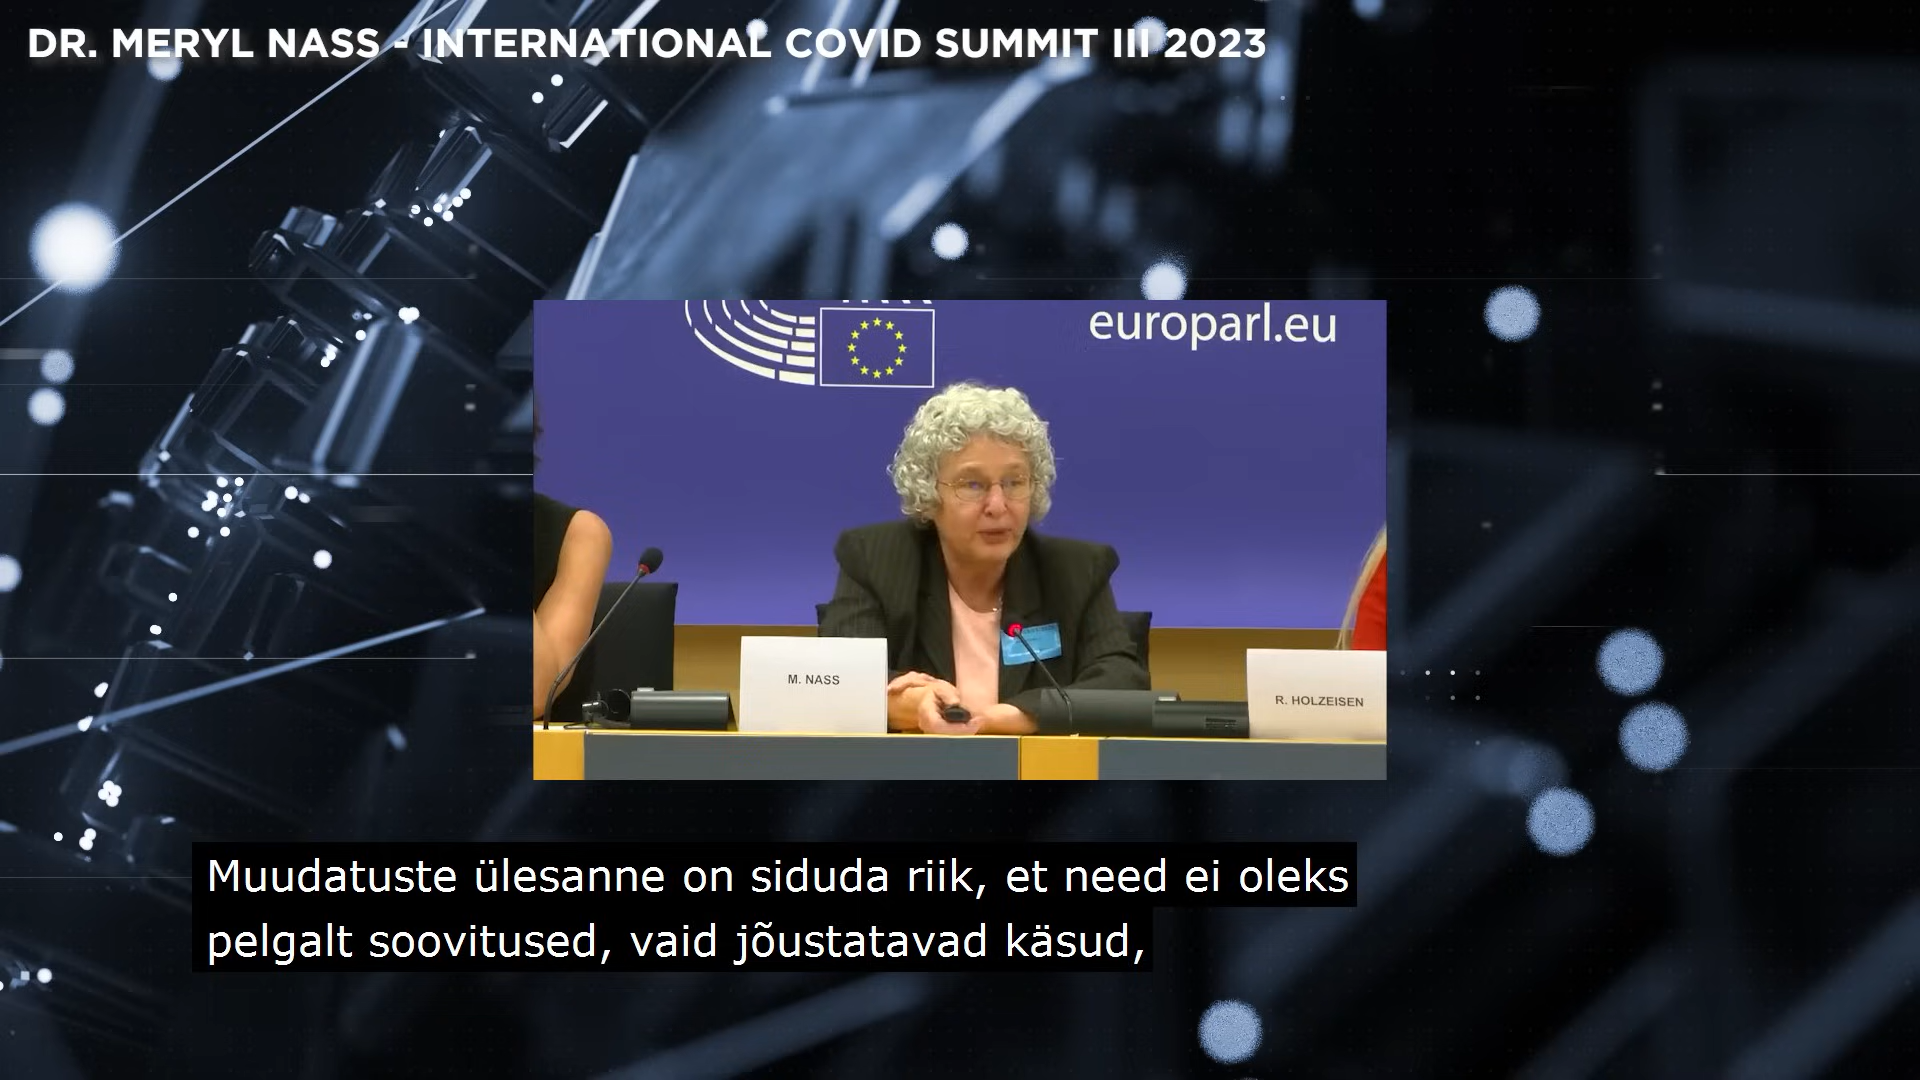 DR. MERYL NASS - INTERNATIONAL COVID SUMMIT III 2023
europarl.eu
M. NASS
R. HOLZEISEN
Muudatuste ülesanne on siduda riik, et need ei oleks
pelgalt soovitused, vaid jõustatavad käsud,